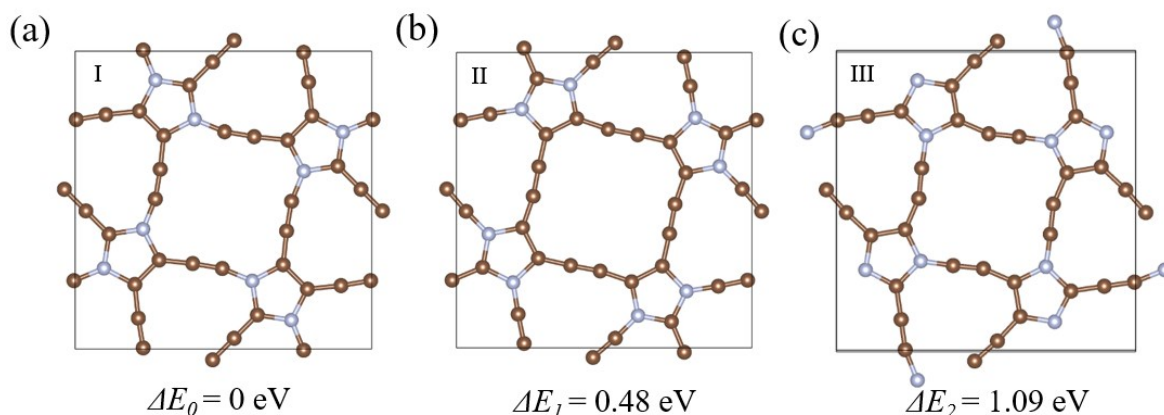 (a)
I
(b)
II
(c)
III
ΔE₀ = 0 eV
ΔE₁ = 0.48 eV
ΔE₂ = 1.09 eV